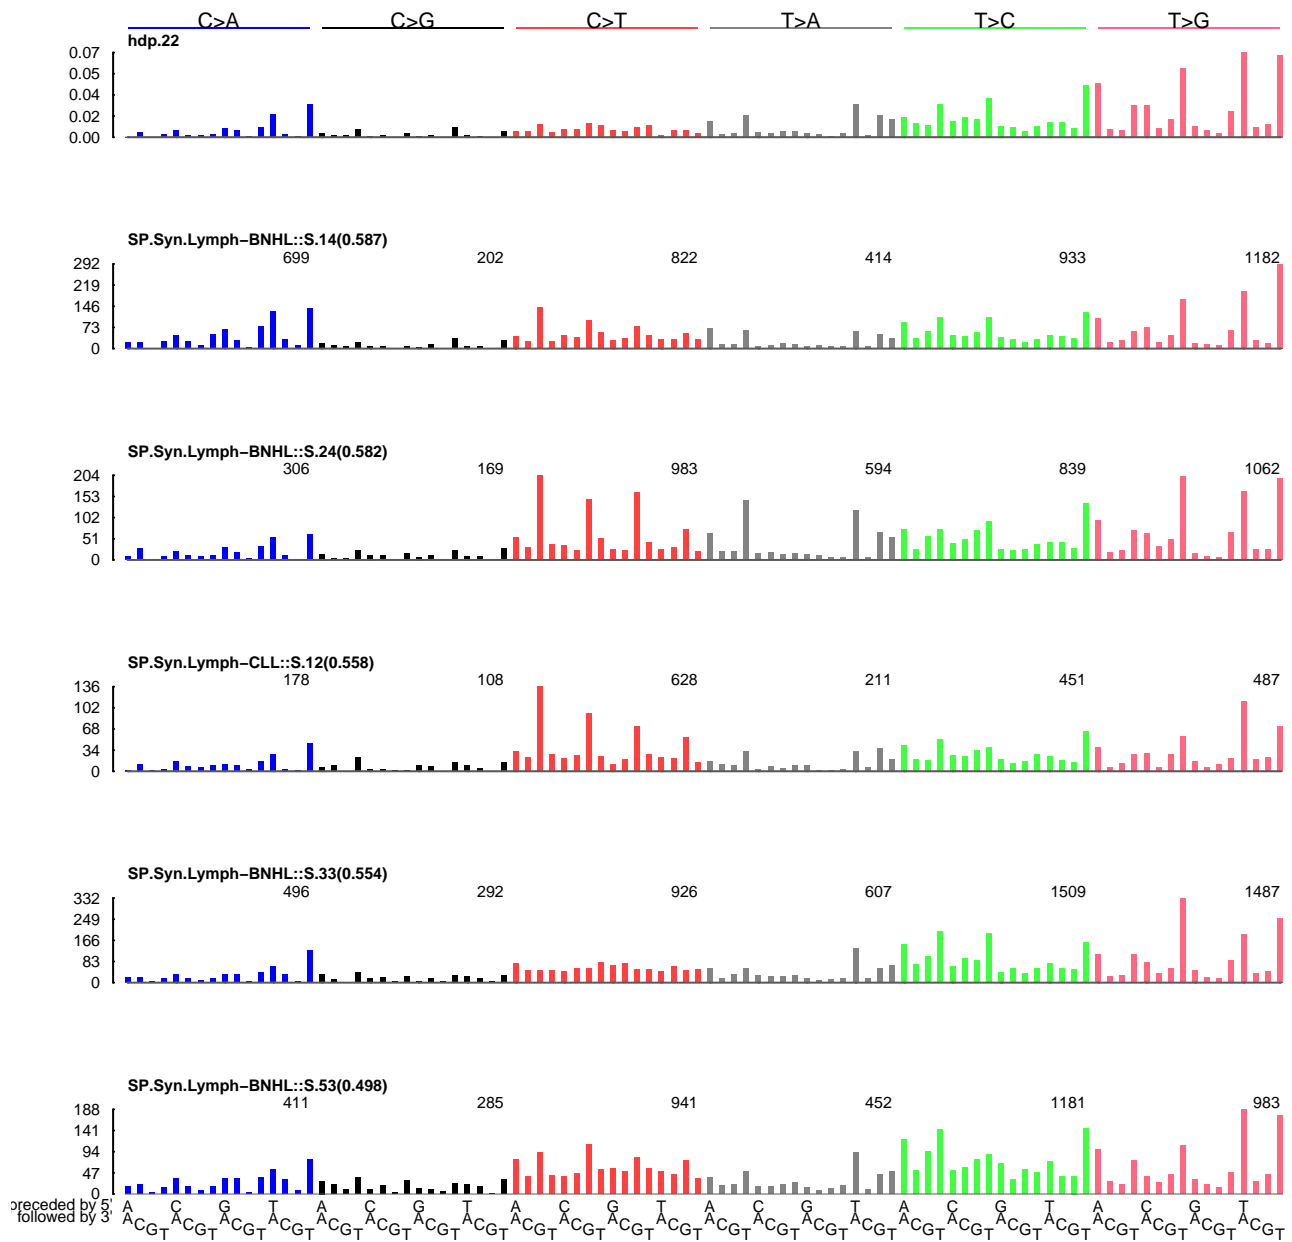 C>A C>G C>T T>A T>C T>G
hdp.22
0.07
0.05
0.04
0.02
0.00
SP.Syn.Lymph−BNHL::S.14(0.587)
699 202 822 414 933 1182
292
219
146
73
0
SP.Syn.Lymph−BNHL::S.24(0.582)
306 169 983 594 839 1062
204
153
102
51
0
SP.Syn.Lymph−CLL::S.12(0.558)
178 108 628 211 451 487
136
102
68
34
0
SP.Syn.Lymph−BNHL::S.33(0.554)
496 292 926 607 1509 1487
332
249
166
83
0
SP.Syn.Lymph−BNHL::S.53(0.498)
411 285 941 452 1181 983
188
141
94
47
0
preceded by 5' A C G T A C G T A C G T A C G T A C G T A C G T
followed by 3' A C G T A C G T A C G T A C G T A C G T A C G T A C G T A C G T A C G T A C G T A C G T A C G T A C G T A C G T A C G T A C G T A C G T A C G T A C G T A C G T A C G T A C G T A C G T A C G T